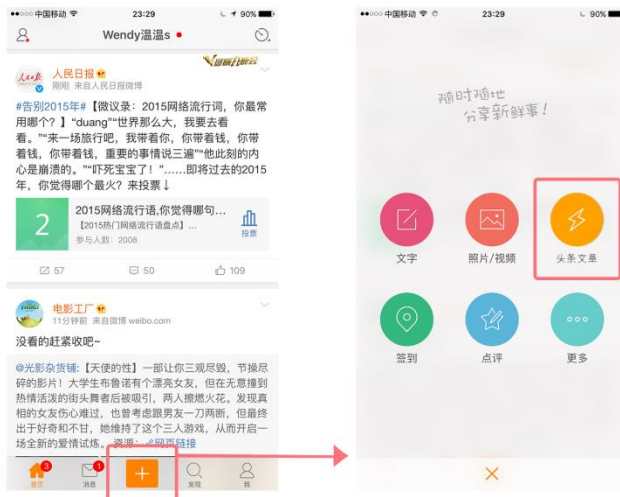 中国移动
23:29
90%
Wendy温温s
人民日报
刚刚 来自人民日报微博
#告别2015年#【微议录：2015网络流行词，你最常
用哪个？】“duang”“世界那么大，我要去看
看。”“来一场旅行吧，我带着你，你带着钱，你带
着钱，你带着钱，重要的事情说三遍”“他此刻的内
心是崩溃的。”“吓死宝宝了！”……即将过去的2015
年，你觉得哪个最火？来投票↓
2
2015网络流行语,你觉得哪句...
【2015热门网络流行语盘点】...
参与人数：2006
投票
57
50
109
电影工厂
11分钟前 来自微博 weibo.com
没看的赶紧收吧~
@光影杂货铺:【天使的性】一部让你三观尽毁，节操尽
碎的影片！大学生布鲁诺有个漂亮女友，但在无意撞到
热情活泼的街头舞者后被吸引，两人擦燃火花。发现真
相的女友伤心难过，也曾考虑跟男友一刀两断，但最终
出于好奇和不甘，她维持了这个三人游戏，从而开启一
场全新的爱情试炼。 资源： 网页链接
3
首页
1
消息
发现
我
中国移动
23:29
90%
随时随地
分享新鲜事！
文字
照片/视频
头条文章
签到
点评
更多